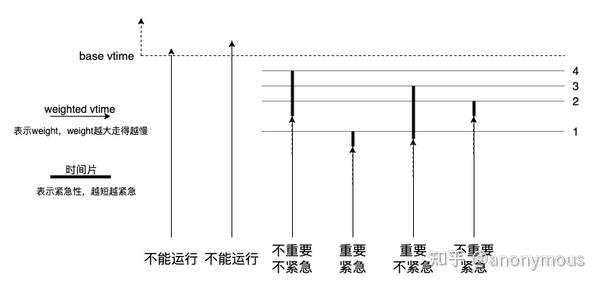 base vtime
4
3
2
weighted vtime
表示weight，weight越大走得越慢
1
时间片
表示紧急性，越短越紧急
不能运行
不能运行
不重要
不紧急
重要
紧急
重要
不紧急
不重要
紧急
知乎 @anonymous